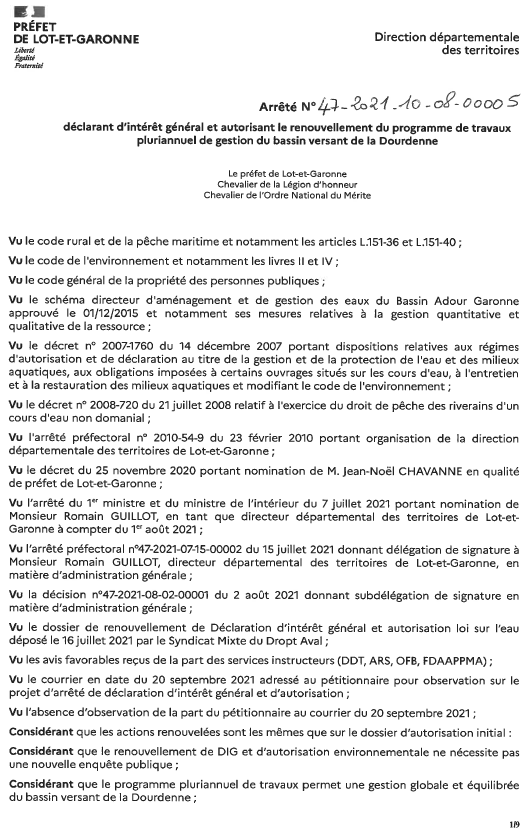 PRÉFET
DE LOT-ET-GARONNE
Liberté
Égalité
Fraternité
Direction départementale
des territoires
Arrêté N° 47-2021-10-08-00005
déclarant d'intérêt général et autorisant le renouvellement du programme de travaux
pluriannuel de gestion du bassin versant de la Dourdenne
Le préfet de Lot-et-Garonne
Chevalier de la Légion d'honneur
Chevalier de l'Ordre National du Mérite
Vu le code rural et de la pêche maritime et notamment les articles L.151-36 et L.151-40 ;
Vu le code de l'environnement et notamment les livres II et IV ;
Vu le code général de la propriété des personnes publiques ;
Vu le schéma directeur d'aménagement et de gestion des eaux du Bassin Adour Garonne
approuvé le 01/12/2015 et notamment ses mesures relatives à la gestion quantitative et
qualitative de la ressource ;
Vu le décret n° 2007-1760 du 14 décembre 2007 portant dispositions relatives aux régimes
d'autorisation et de déclaration au titre de la gestion et de la protection de l'eau et des milieux
aquatiques, aux obligations imposées à certains ouvrages situés sur les cours d'eau, à l'entretien
et à la restauration des milieux aquatiques et modifiant le code de l'environnement ;
Vu le décret n° 2008-720 du 21 juillet 2008 relatif à l'exercice du droit de pêche des riverains d'un
cours d'eau non domanial ;
Vu l'arrêté préfectoral n° 2010-54-9 du 23 février 2010 portant organisation de la direction
départementale des territoires de Lot-et-Garonne ;
Vu le décret du 25 novembre 2020 portant nomination de M. Jean-Noël CHAVANNE en qualité
de préfet de Lot-et-Garonne ;
Vu l'arrêté du 1er ministre et du ministre de l'intérieur du 7 juillet 2021 portant nomination de
Monsieur Romain GUILLOT, en tant que directeur départemental des territoires de Lot-et-
Garonne à compter du 1er août 2021 ;
Vu l'arrêté préfectoral n°47-2021-07-15-00002 du 15 juillet 2021 donnant délégation de signature à
Monsieur Romain GUILLOT, directeur départemental des territoires de Lot-et-Garonne, en
matière d'administration générale ;
Vu la décision n°47-2021-08-02-00001 du 2 août 2021 donnant subdélégation de signature en
matière d'administration générale ;
Vu le dossier de renouvellement de Déclaration d'intérêt général et autorisation loi sur l'eau
déposé le 16 juillet 2021 par le Syndicat Mixte du Dropt Aval ;
Vu les avis favorables reçus de la part des services instructeurs (DDT, ARS, OFB, FDAAPPMA) ;
Vu le courrier en date du 20 septembre 2021 adressé au pétitionnaire pour observation sur le
projet d'arrêté de déclaration d'intérêt général et d'autorisation ;
Vu l'absence d'observation de la part du pétitionnaire au courrier du 20 septembre 2021 ;
Considérant que les actions renouvelées sont les mêmes que sur le dossier d'autorisation initial :
Considérant que le renouvellement de DIG et d'autorisation environnementale ne nécessite pas
une nouvelle enquête publique ;
Considérant que le programme pluriannuel de travaux permet une gestion globale et équilibrée
du bassin versant de la Dourdenne ;
1/9